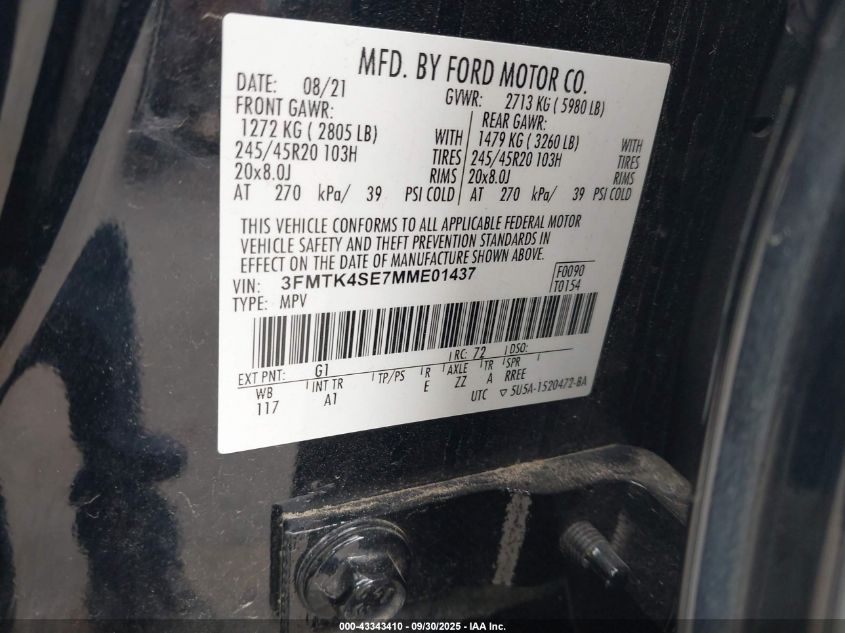 MFD. BY FORD MOTOR CO.
DATE: 08/21 GVWR: 2713 KG ( 5980 LB)
FRONT GAWR: REAR GAWR:
1272 KG ( 2805 LB) WITH 1479 KG ( 3260 LB) WITH
245/45R20 103H TIRES 245/45R20 103H TIRES
20x8.0J RIMS 20x8.0J RIMS
AT 270 kPa/ 39 PSI COLD AT 270 kPa/ 39 PSI COLD
THIS VEHICLE CONFORMS TO ALL APPLICABLE FEDERAL MOTOR
VEHICLE SAFETY AND THEFT PREVENTION STANDARDS IN
EFFECT ON THE DATE OF MANUFACTURE SHOWN ABOVE.
VIN: 3FMTK4SE7MME01437 F0090
TYPE: MPV T0154
EXT PNT: G1 RC: 72 DSO:
WB INT TR TP/PS R AXLE TR SPR
117 A1 E ZZ A RREE
UTC ▽ 5U5A-1520472-BA
000-43343410 - 09/30/2025 - IAA Inc.